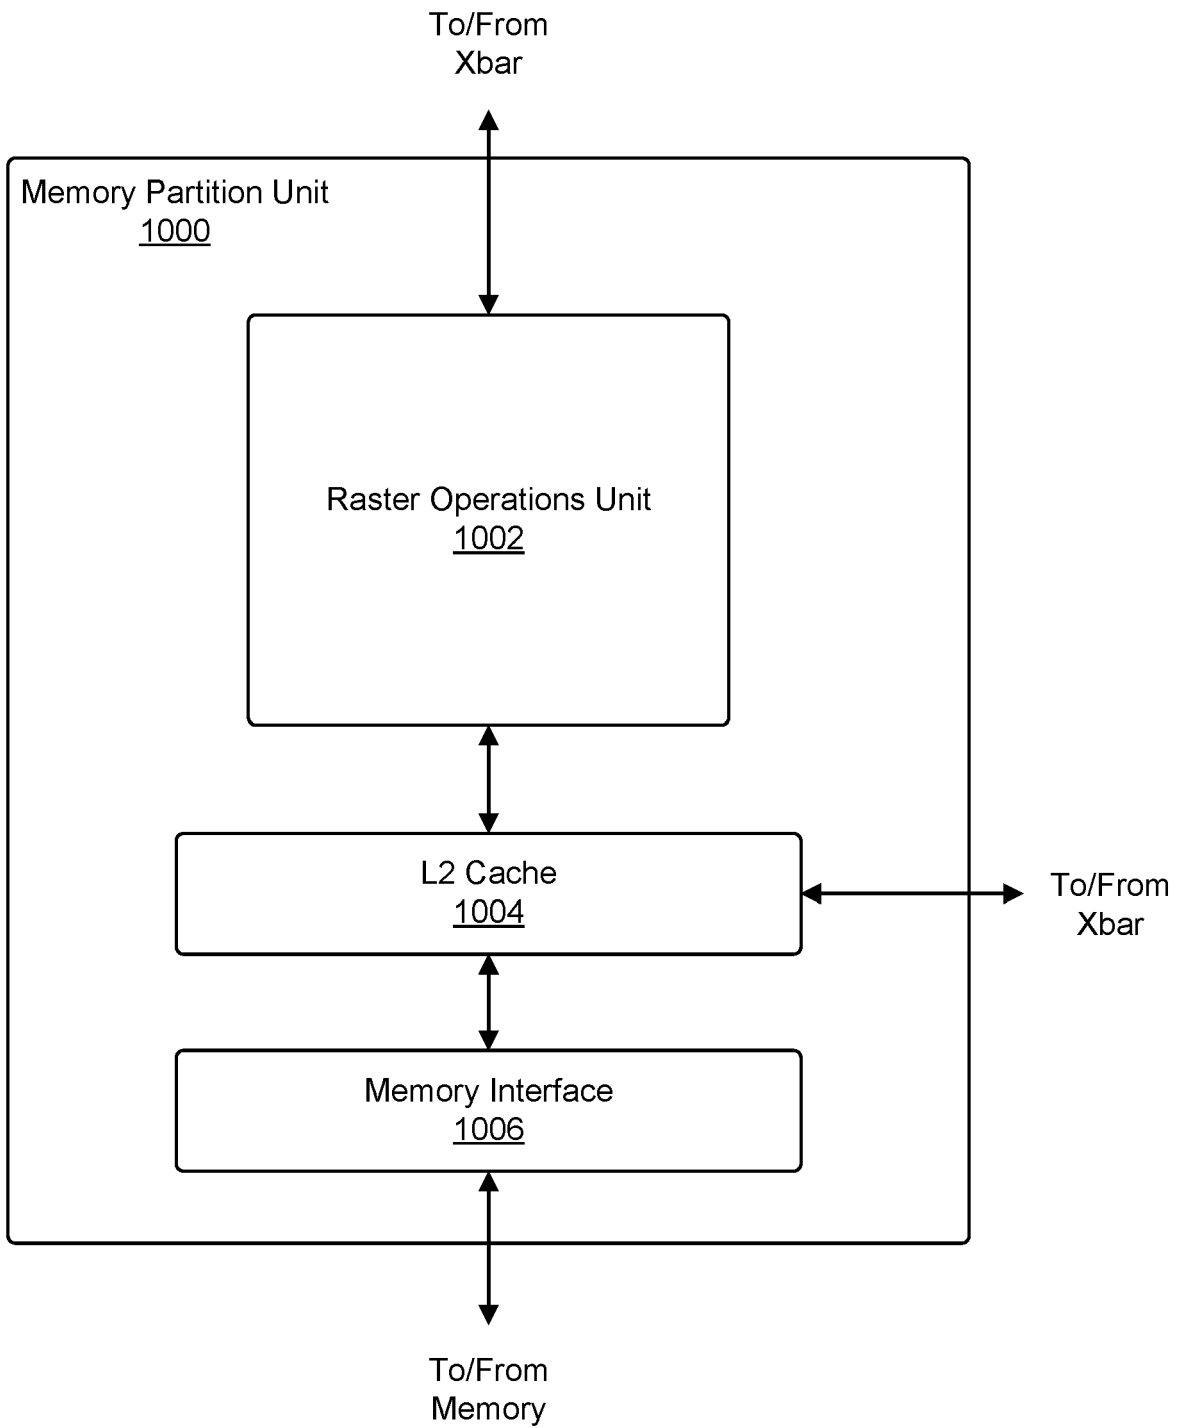 To/From
Xbar
Memory Partition Unit
1000
Raster Operations Unit
1002
L2 Cache
1004
To/From
Xbar
Memory Interface
1006
To/From
Memory